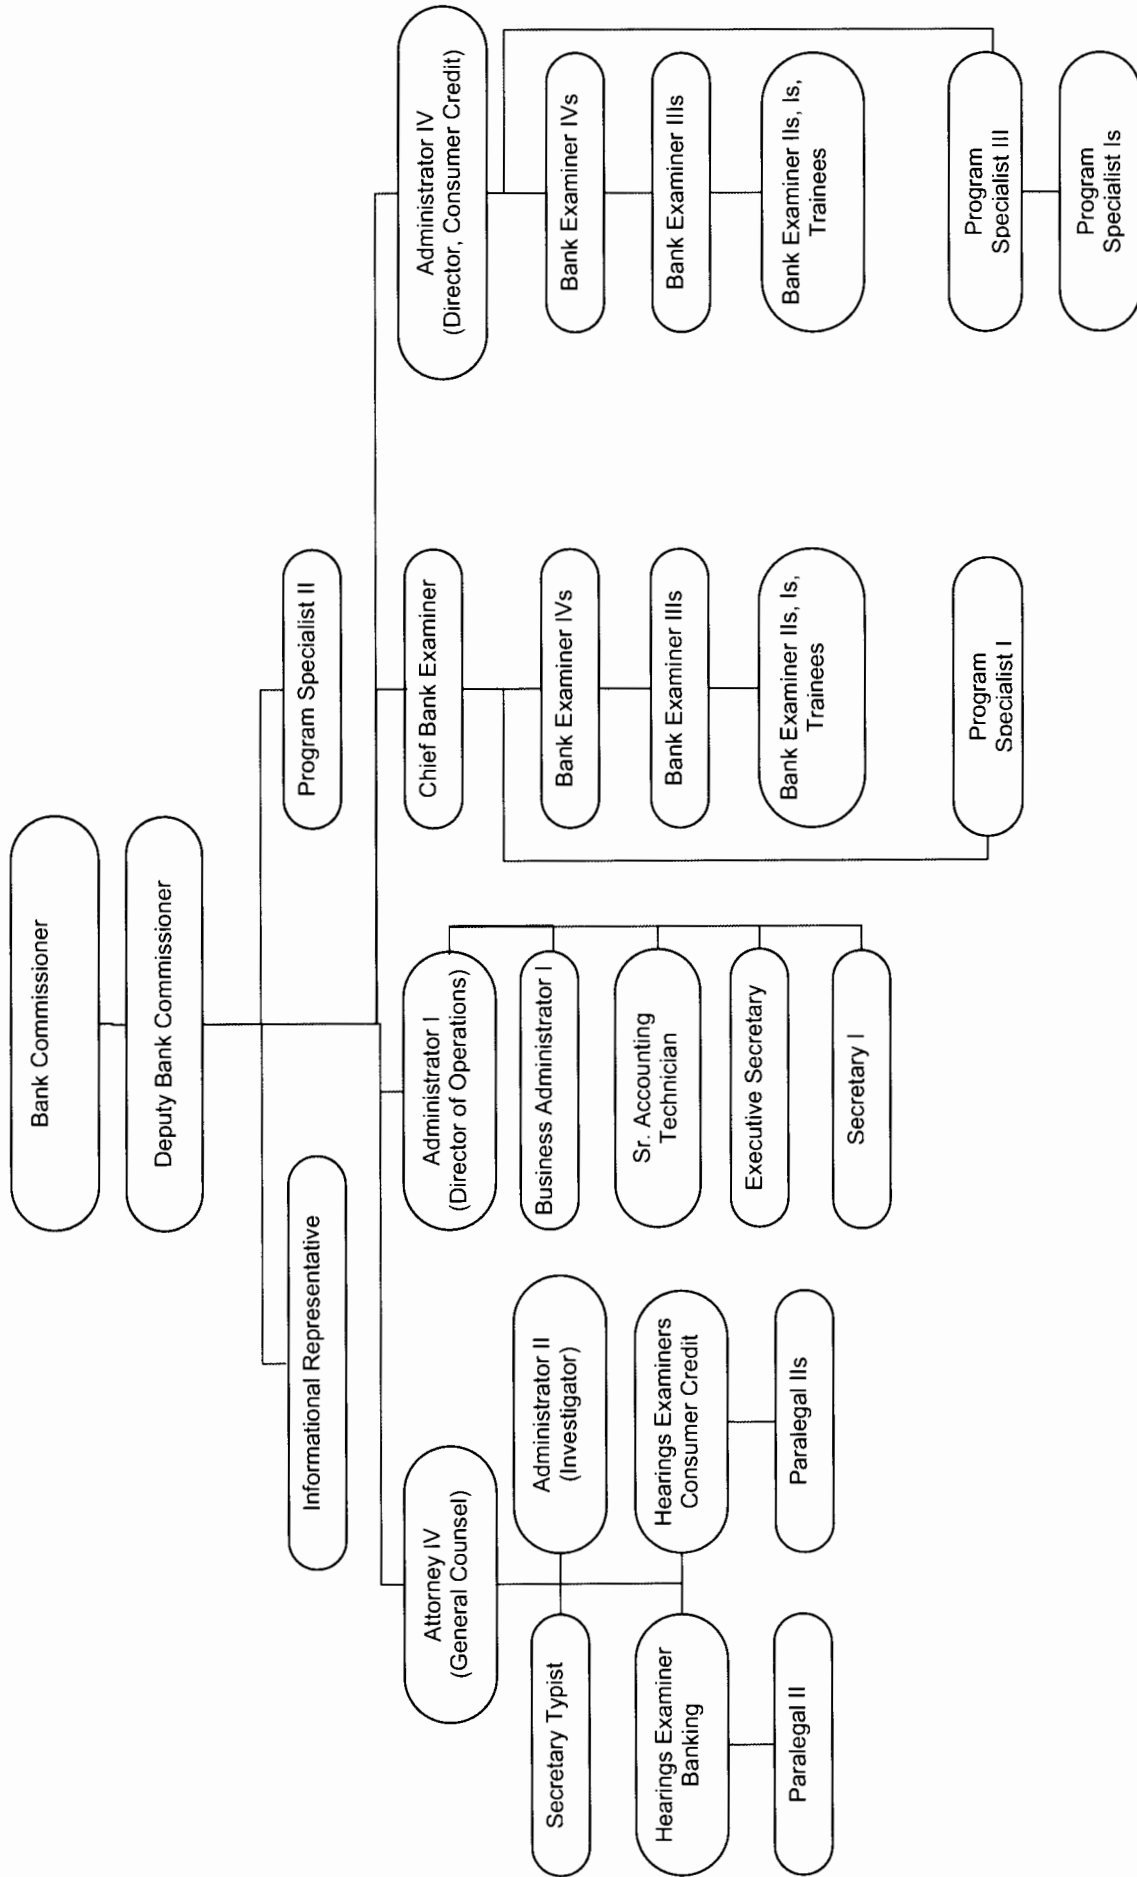 Bank Commissioner
Deputy Bank Commissioner
Informational Representative
Program Specialist II
Attorney IV
(General Counsel)
Secretary Typist
Administrator II
(Investigator)
Hearings Examiner
Banking
Hearings Examiners
Consumer Credit
Paralegal II
Paralegal IIs
Administrator I
(Director of Operations)
Business Administrator I
Sr. Accounting
Technician
Executive Secretary
Secretary I
Chief Bank Examiner
Bank Examiner IVs
Bank Examiner IIIs
Bank Examiner IIs, Is,
Trainees
Program
Specialist I
Administrator IV
(Director, Consumer Credit)
Bank Examiner IVs
Bank Examiner IIIs
Bank Examiner IIs, Is,
Trainees
Program
Specialist III
Program
Specialist Is